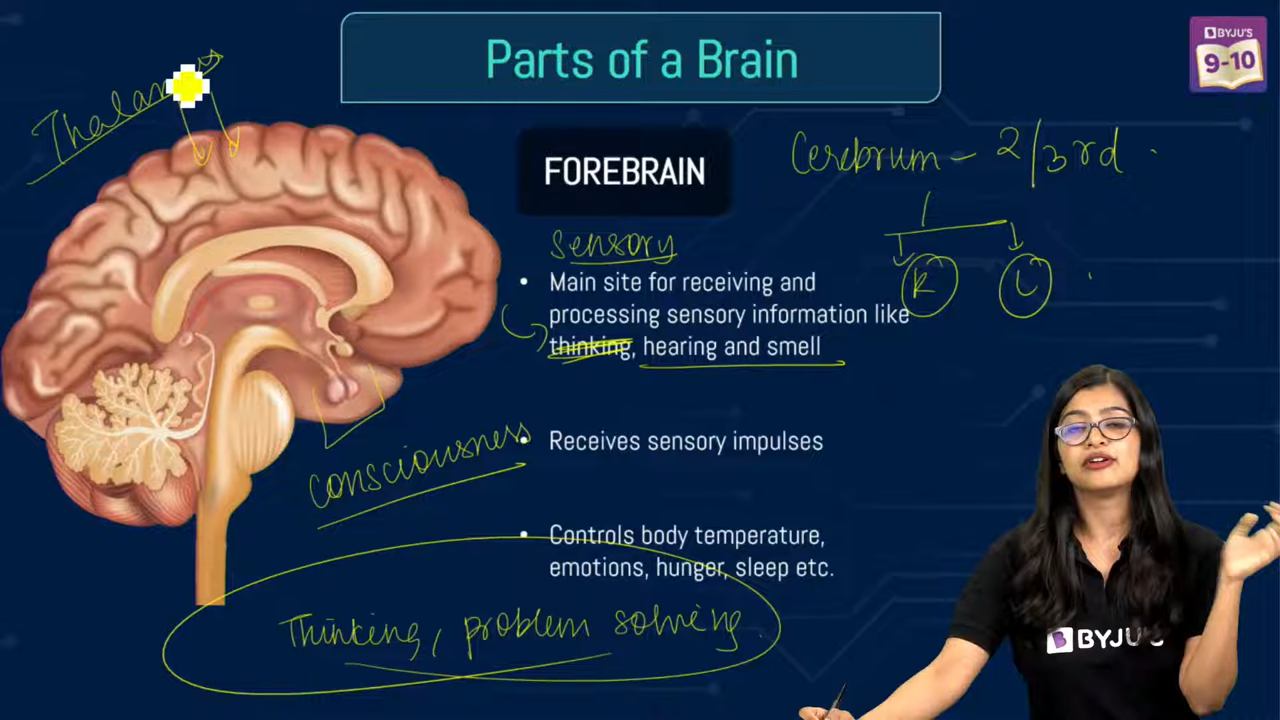 Parts of a Brain
BYJU'S
9-10
Thalamus
FOREBRAIN
Cerebrum - 2/3rd
R
L
Sensory
• Main site for receiving and
processing sensory information like
thinking, hearing and smell
consciousness
• Receives sensory impulses
• Controls body temperature,
emotions, hunger, sleep etc.
Thinking, problem solving.
BYJU'S